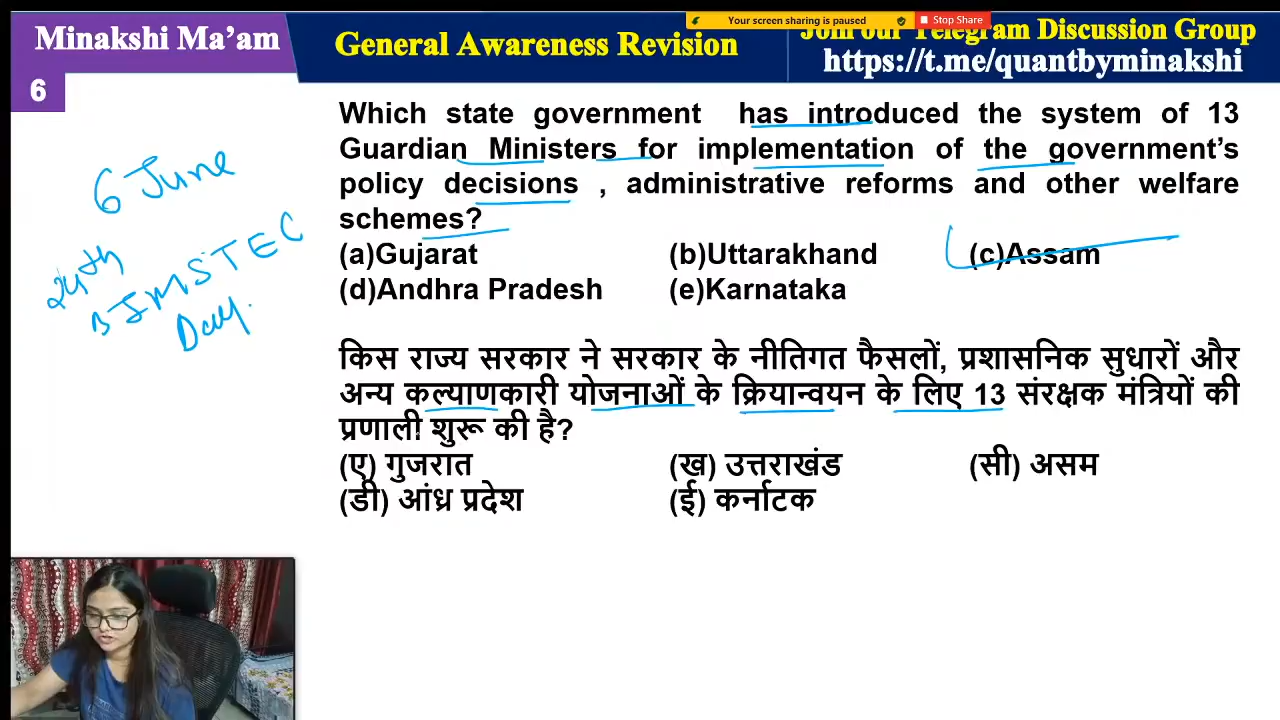 Your screen sharing is paused
Stop Share
Minakshi Ma'am
General Awareness Revision
Join our Telegram Discussion Group
https://t.me/quantbyminakshi
6
Which state government has introduced the system of 13
Guardian Ministers for implementation of the government's
policy decisions , administrative reforms and other welfare
schemes?
(a)Gujarat (b)Uttarakhand (c)Assam
(d)Andhra Pradesh (e)Karnataka
किस राज्य सरकार ने सरकार के नीतिगत फैसलों, प्रशासनिक सुधारों और
अन्य कल्याणकारी योजनाओं के क्रियान्वयन के लिए 13 संरक्षक मंत्रियों की
प्रणाली शुरू की है?
(ए) गुजरात (ख) उत्तराखंड (सी) असम
(डी) आंध्र प्रदेश (ई) कर्नाटक
6 June
24th
BIMSTEC
Day.